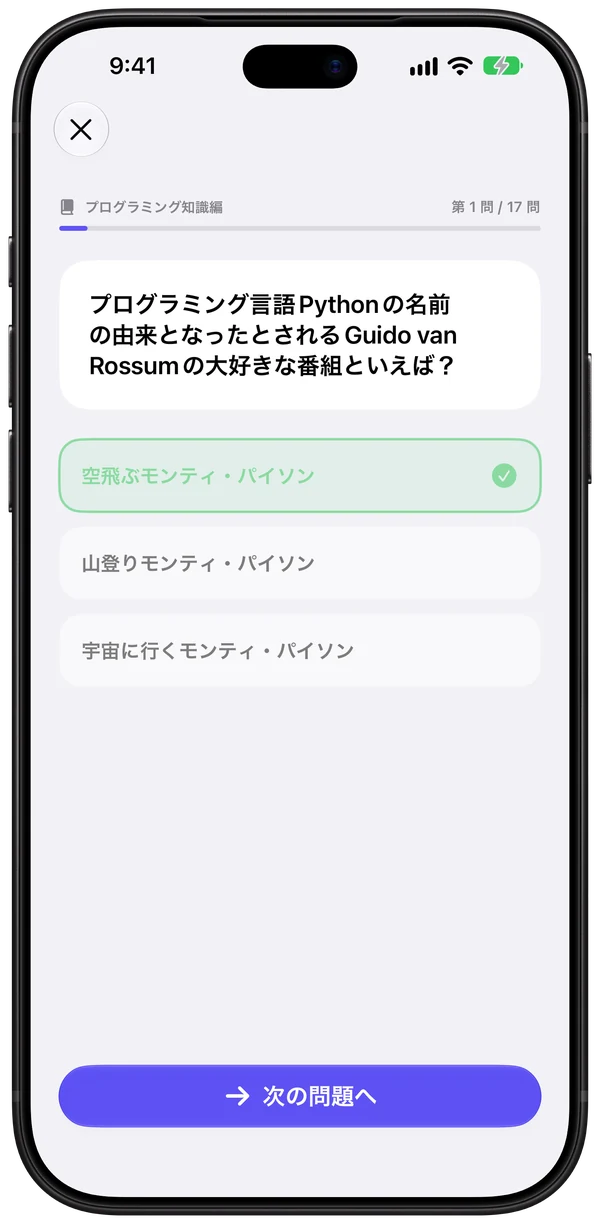 9:41
プログラミング知識編
第 1 問 / 17 問
プログラミング言語Pythonの名前
の由来となったとされるGuido van
Rossumの大好きな番組といえば？
空飛ぶモンティ・パイソン
山登りモンティ・パイソン
宇宙に行くモンティ・パイソン
次の問題へ